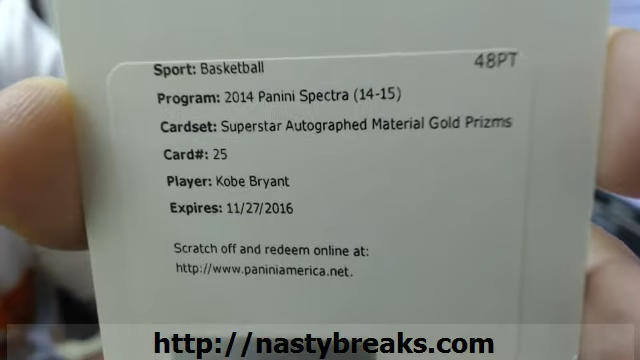 Sport: Basketball
48PT
Program: 2014 Panini Spectra (14-15)
Cardset: Superstar Autographed Material Gold Prizms
Card#: 25
Player: Kobe Bryant
Expires: 11/27/2016
Scratch off and redeem online at:
http://www.paniniamerica.net.
http://nastybreaks.com